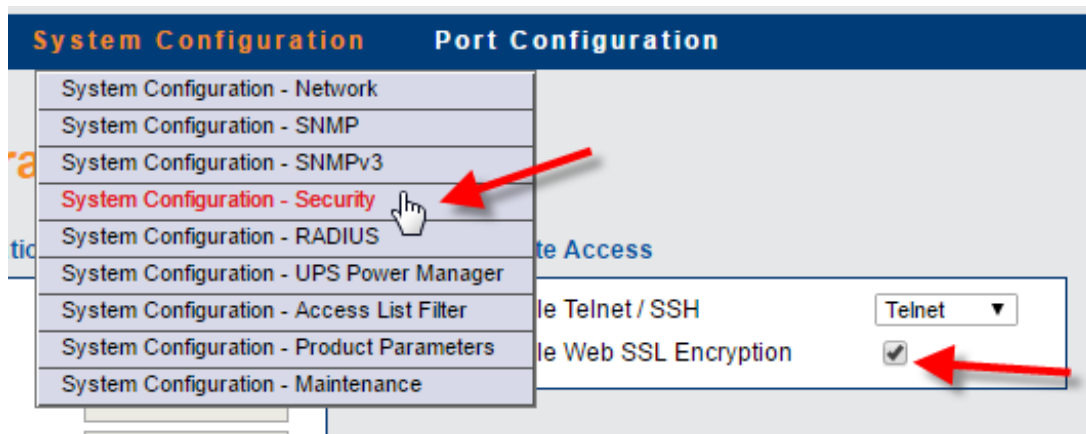 System Configuration Port Configuration
System Configuration - Network
System Configuration - SNMP
System Configuration - SNMPv3
System Configuration - Security
System Configuration - RADIUS
te Access
System Configuration - UPS Power Manager
System Configuration - Access List Filter
le Telnet / SSH Telnet
System Configuration - Product Parameters
le Web SSL Encryption
System Configuration - Maintenance